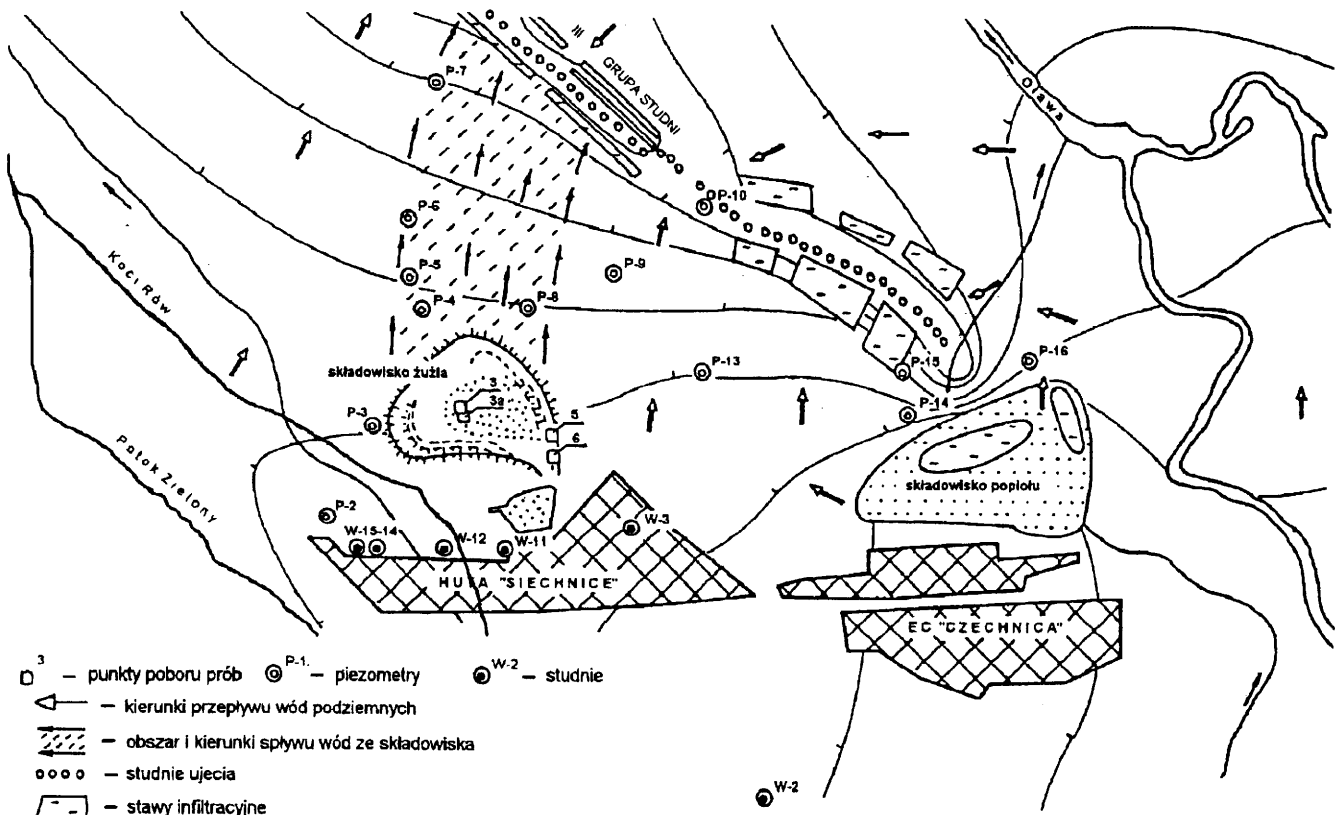 III
GRUPA STUDNI
Oława
P-7
P-10
P-6
P-5
P-9
P-4
P-8
Koci Rów
P-13
P-15
P-16
składowisko żużla
3
3a
P-3
5
6
P-14
Potok Zielony
składowisko popiołu
P-2
W-15-14
W-12
W-11
W-3
HUTA "SIECHNICE"
EC "CZECHNICA"
3 – punkty poboru prób P-1. – piezometry W-2 – studnie
– kierunki przepływu wód podziemnych
– obszar i kierunki spływu wód ze składowiska
– studnie ujecia
– stawy infiltracyjne
W-2